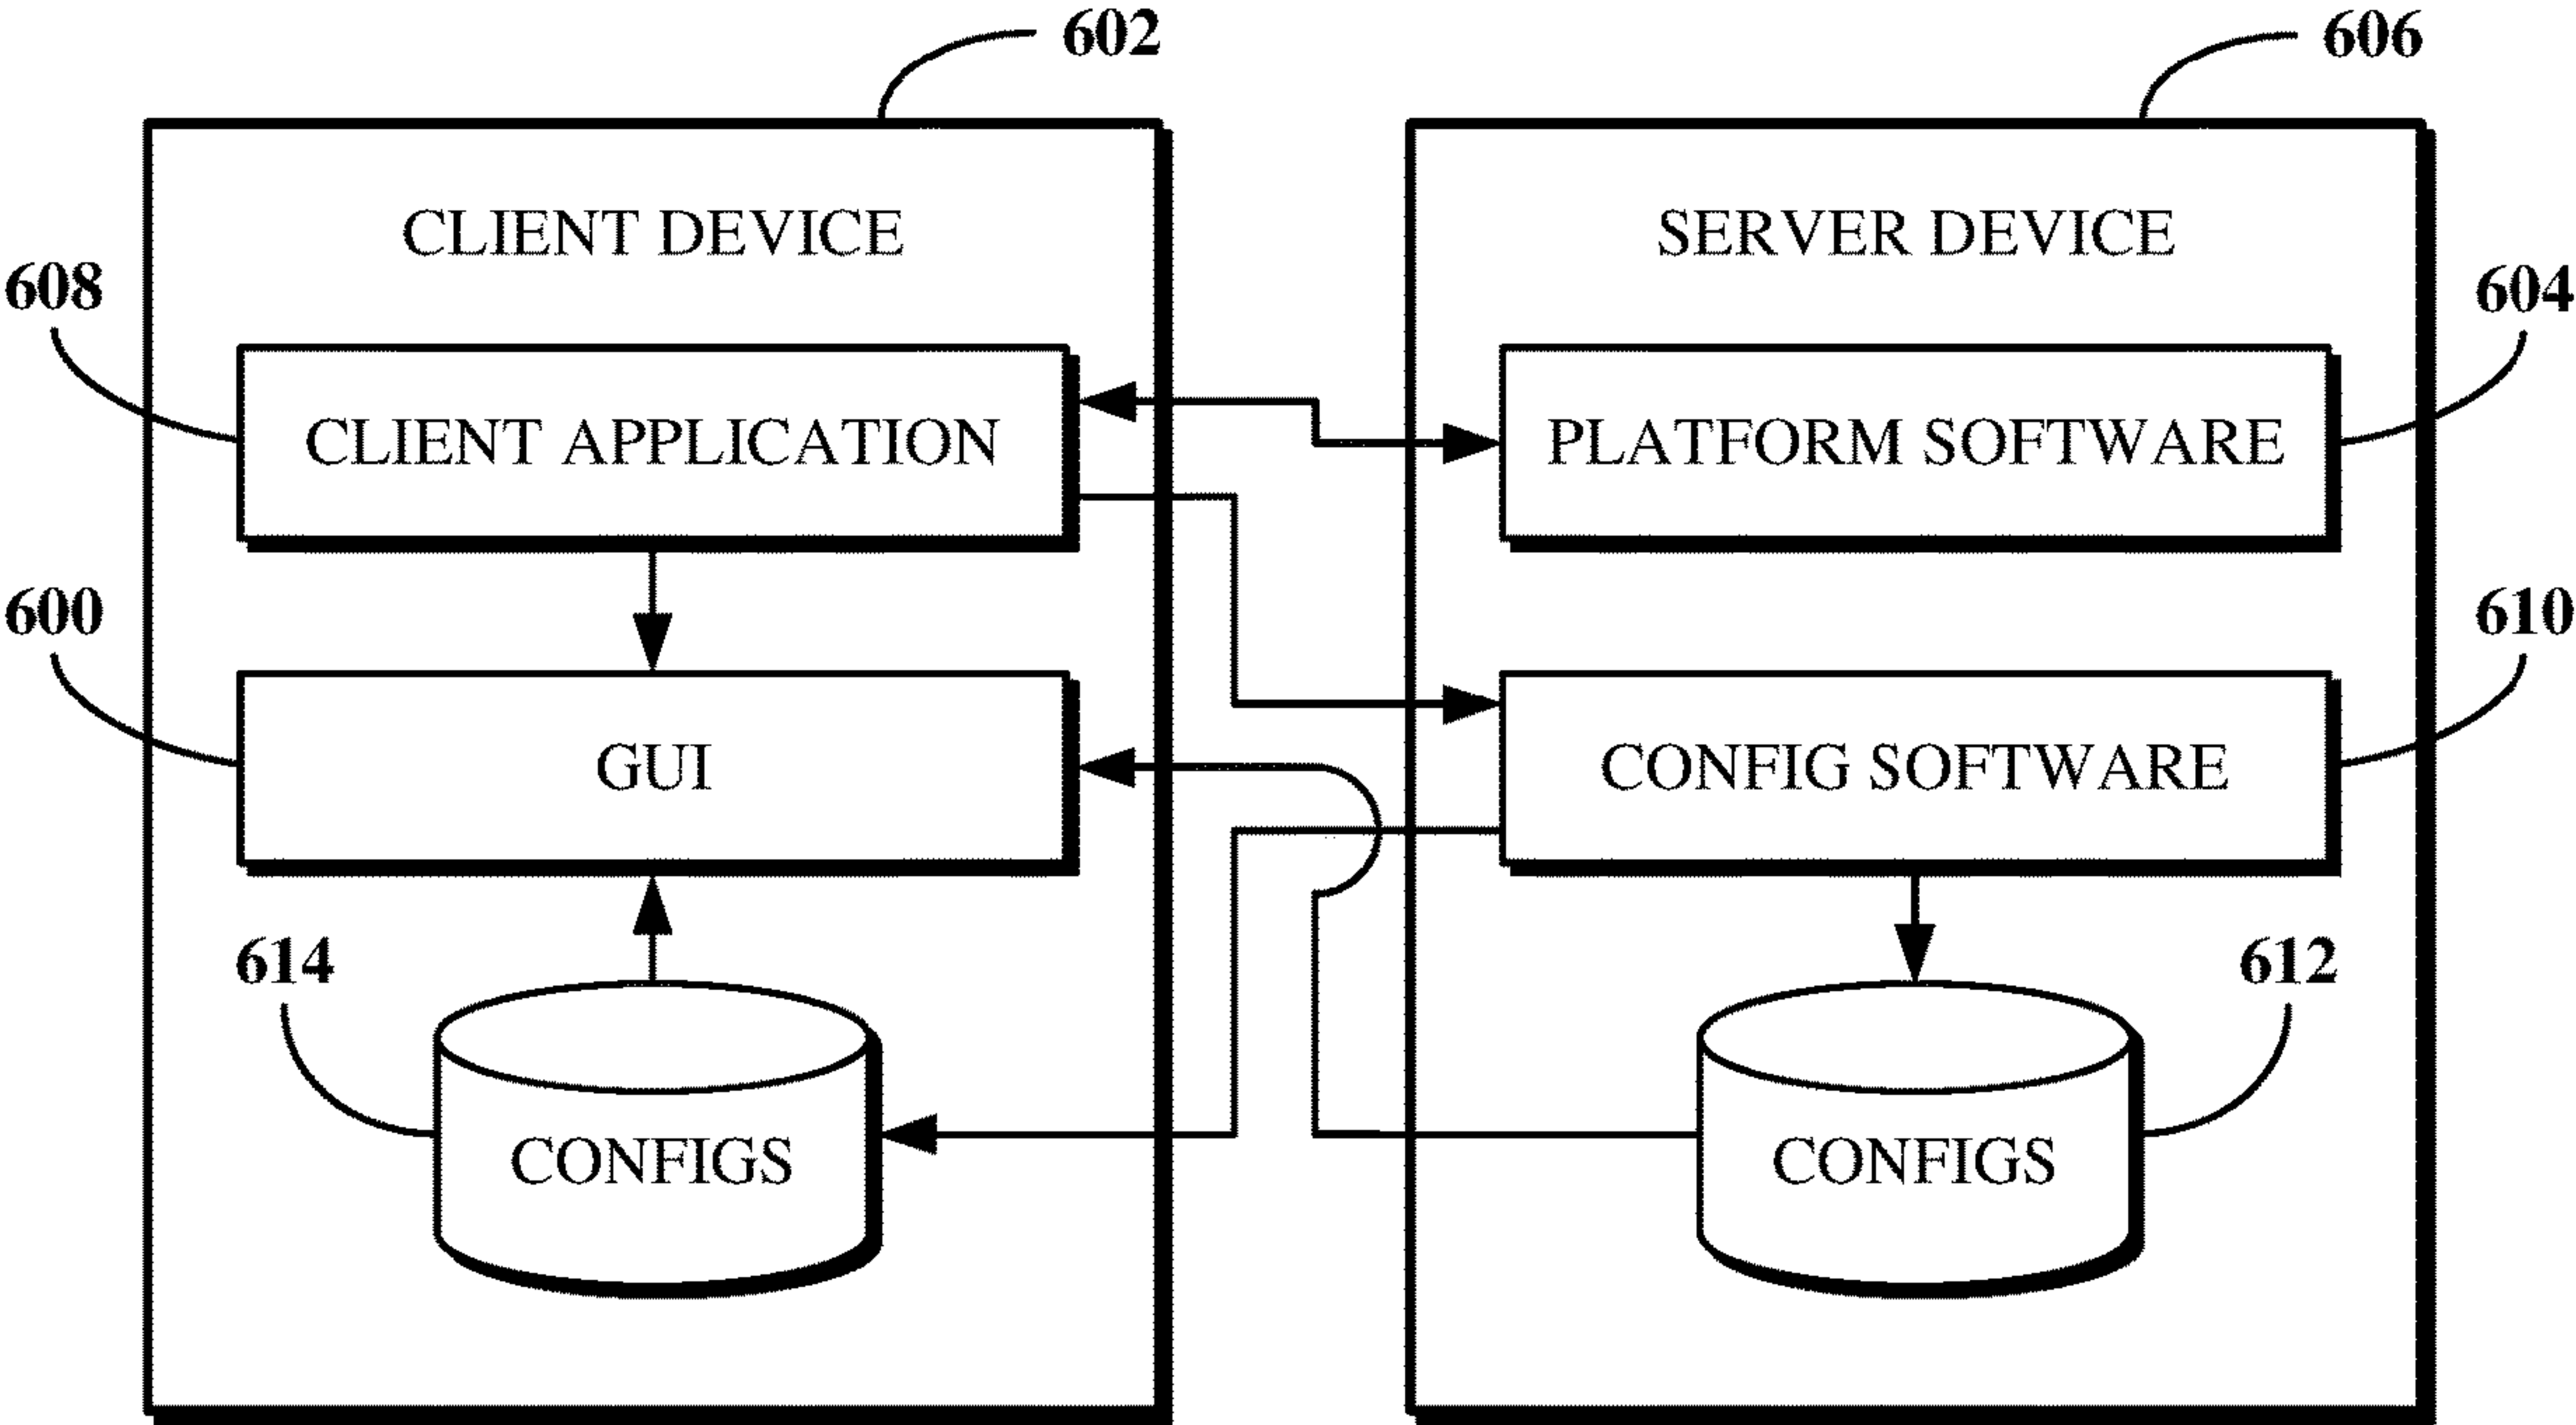 602
606
CLIENT DEVICE
SERVER DEVICE
608
604
CLIENT APPLICATION
PLATFORM SOFTWARE
600
610
GUI
CONFIG SOFTWARE
614
612
CONFIGS
CONFIGS